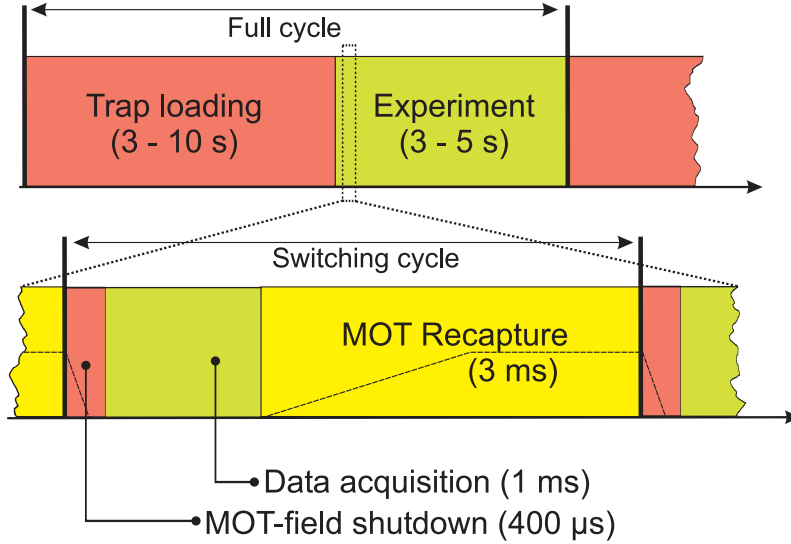 Full cycle
Trap loading
(3 - 10 s)
Experiment
(3 - 5 s)
Switching cycle
MOT Recapture
(3 ms)
Data acquisition (1 ms)
MOT-field shutdown (400 µs)